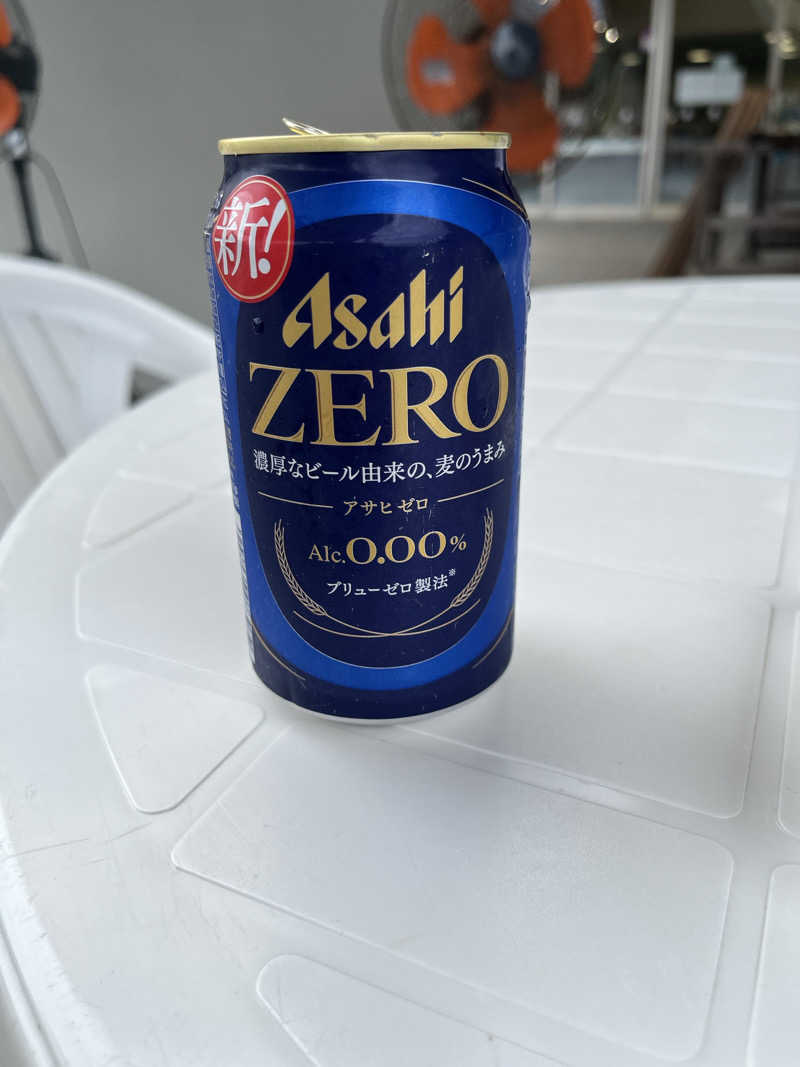 新!
Asahi
ZERO
濃厚なビール由来の、麦のうまみ
アサヒゼロ
Alc.0.00%
ブリューゼロ製法※